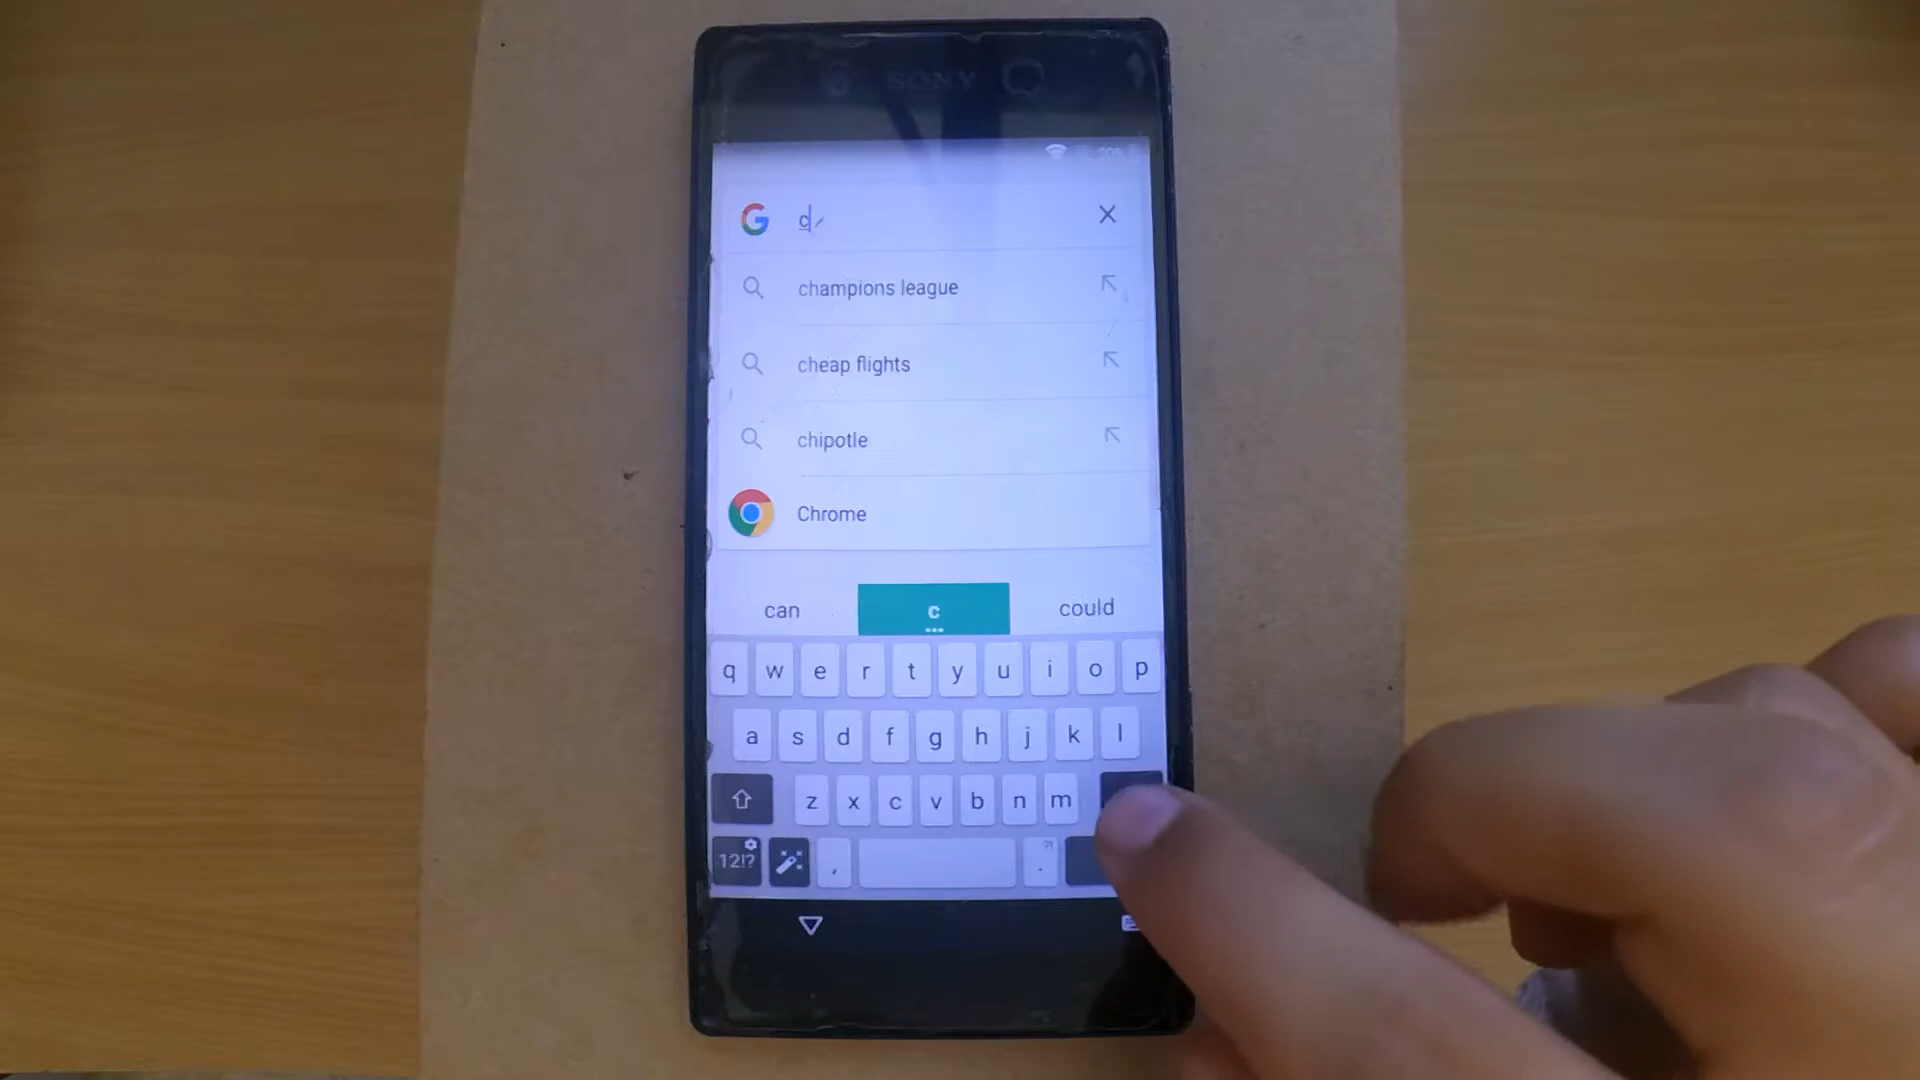 SONY
c
champions league
cheap flights
chipotle
Chrome
can c could
q w e r t y u i o p
a s d f g h j k l
z x c v b n m
12!? , .